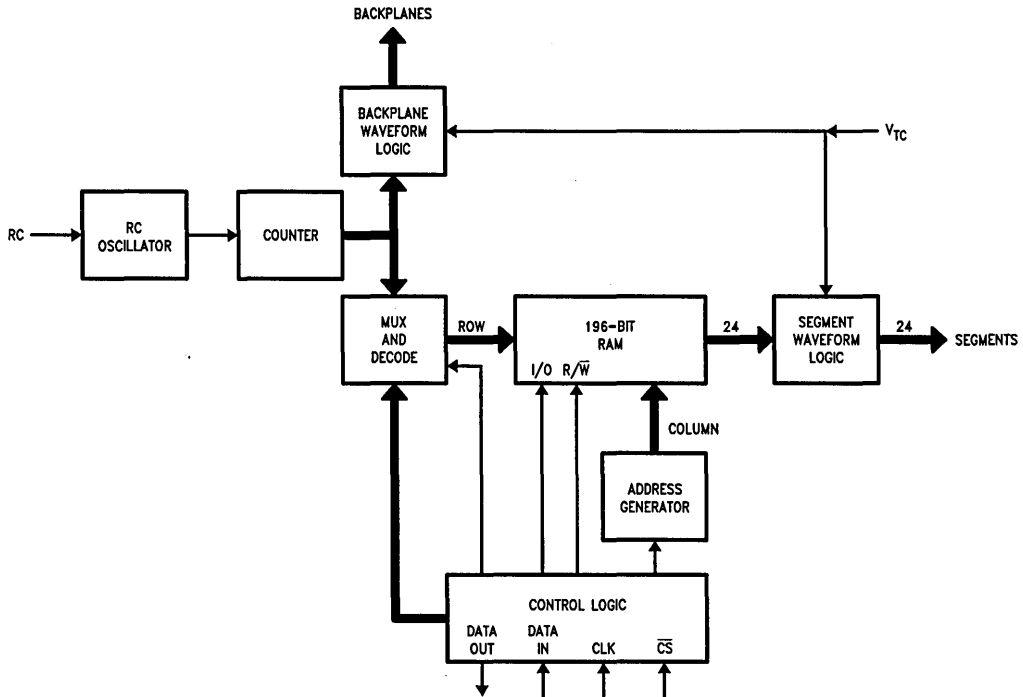 BACKPLANES
BACKPLANE
WAVEFORM
LOGIC
V_TC
RC
RC
OSCILLATOR
COUNTER
MUX
AND
DECODE
ROW
196-BIT
RAM
I/O R/W̅
24
SEGMENT
WAVEFORM
LOGIC
24
SEGMENTS
COLUMN
ADDRESS
GENERATOR
CONTROL LOGIC
DATA
OUT
DATA
IN
CLK
C̅S̅